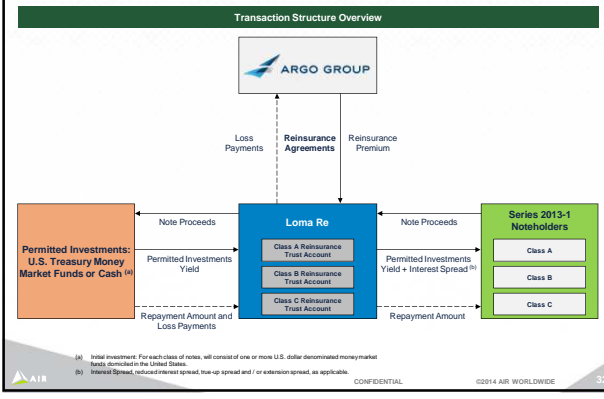 Transaction Structure Overview
ARGO GROUP
Loss
Payments
Reinsurance
Agreements
Reinsurance
Premium
Permitted Investments:
U.S. Treasury Money
Market Funds or Cash (a)
Note Proceeds
Permitted Investments
Yield
Repayment Amount and
Loss Payments
Loma Re
Class A Reinsurance
Trust Account
Class B Reinsurance
Trust Account
Class C Reinsurance
Trust Account
Note Proceeds
Permitted Investments
Yield + Interest Spread (b)
Repayment Amount
Series 2013-1
Noteholders
Class A
Class B
Class C
(a) Initial investment: For each class of notes, will consist of one or more U.S. dollar denominated money market
funds domiciled in the United States.
(b) Interest Spread, reduced interest spread, true-up spread and / or extension spread, as applicable.
AIR
CONFIDENTIAL
©2014 AIR WORLDWIDE